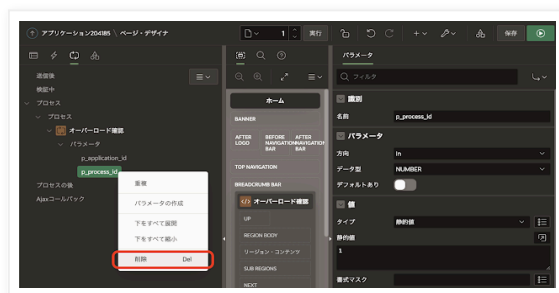 アプリケーション204185 \ ページ・デザイナ
1
実行
保存
送信後
検証中
プロセス
プロセス
オーバーロード確認
パラメータ
p_application_id
p_process_id
プロセスの後
Ajaxコールバック
重複
パラメータの作成
下をすべて展開
下をすべて縮小
削除 Del
ホーム
BANNER
AFTER LOGO
BEFORE NAVIGATION BAR
AFTER NAVIGATION BAR
TOP NAVIGATION
BREADCRUMB BAR
オーバーロード確認
UP
REGION BODY
リージョン・コンテンツ
SUB REGIONS
NEXT
パラメータ
フィルタ
識別
名前 p_process_id
パラメータ
方向 In
データ型 NUMBER
デフォルトあり
値
タイプ 静的値
静的値
1
書式マスク